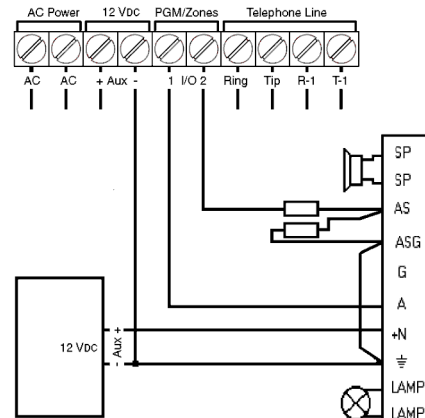 AC Power 12 VDC PGM/Zones Telephone Line
AC AC + Aux - 1 I/O 2 Ring Tip R-1 T-1
SP
SP
AS
ASG
G
A
+N
LAMP
LAMP
12 VDC
- Aux +